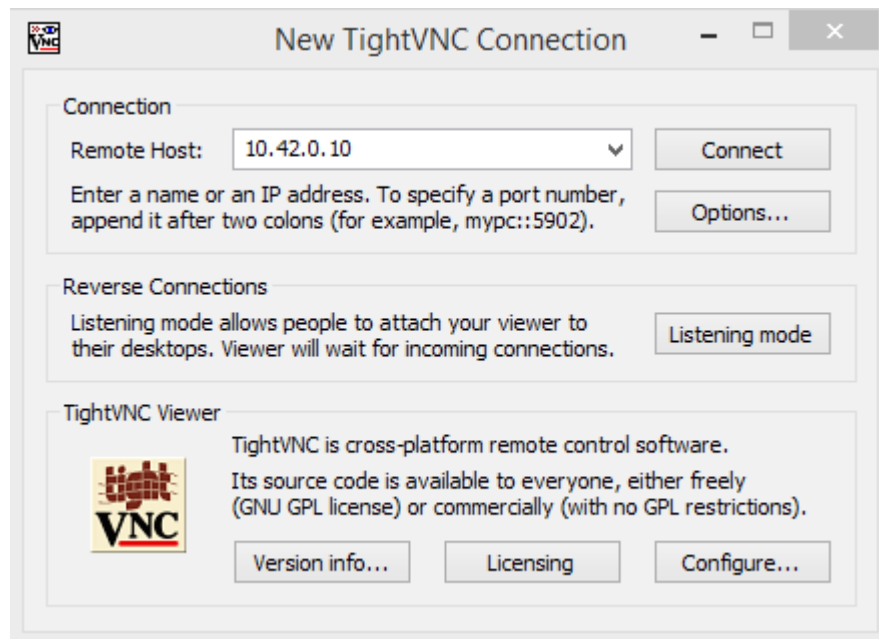 VNC
New TightVNC Connection
Connection
Remote Host: 10.42.0.10 Connect
Enter a name or an IP address. To specify a port number,
append it after two colons (for example, mypc::5902). Options...
Reverse Connections
Listening mode allows people to attach your viewer to
their desktops. Viewer will wait for incoming connections. Listening mode
TightVNC Viewer
tight
VNC
TightVNC is cross-platform remote control software.
Its source code is available to everyone, either freely
(GNU GPL license) or commercially (with no GPL restrictions).
Version info... Licensing Configure...